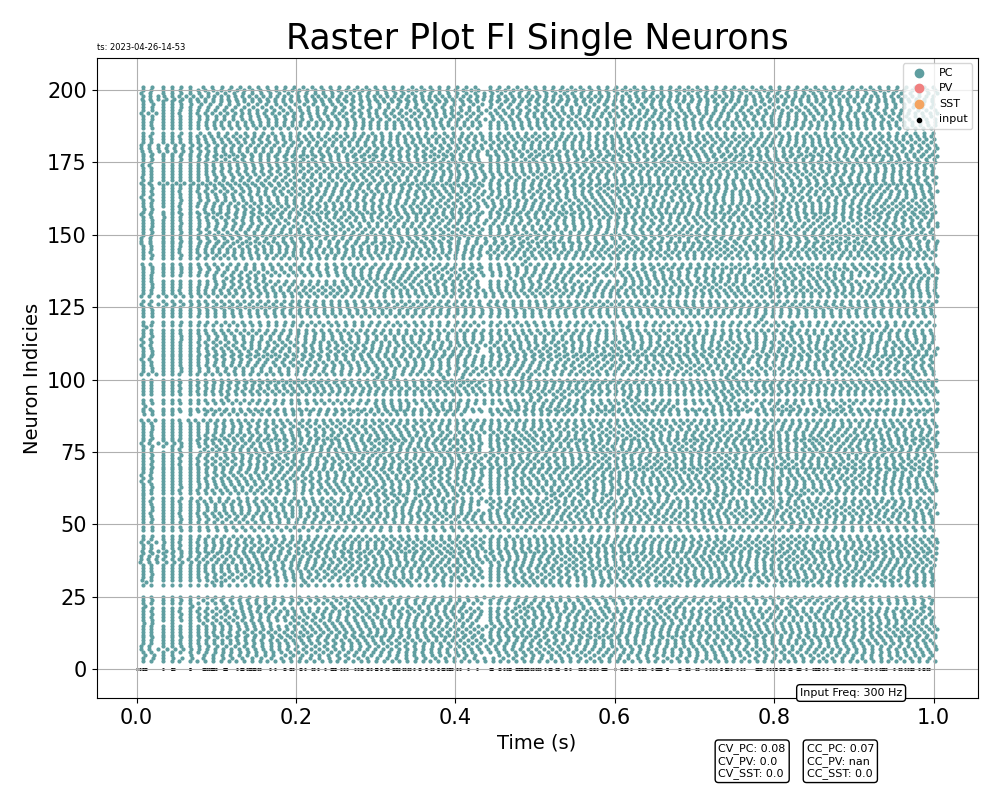 Raster Plot FI Single Neurons
ts: 2023-04-26-14-53
PC
PV
SST
input
200
175
150
125
100
75
50
25
0
Neuron Indicies
0.0 0.2 0.4 0.6 0.8 1.0
Time (s)
Input Freq: 300 Hz
CV_PC: 0.08
CV_PV: 0.0
CV_SST: 0.0
CC_PC: 0.07
CC_PV: nan
CC_SST: 0.0